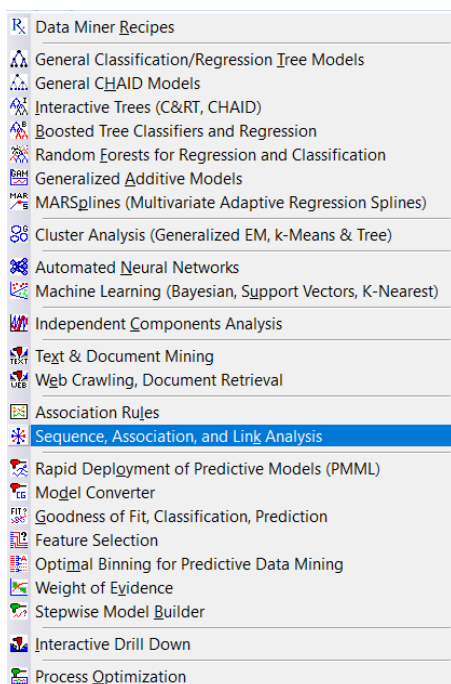 Data Miner Recipes
General Classification/Regression Tree Models
General CHAID Models
Interactive Trees (C&RT, CHAID)
Boosted Tree Classifiers and Regression
Random Forests for Regression and Classification
Generalized Additive Models
MARSplines (Multivariate Adaptive Regression Splines)
Cluster Analysis (Generalized EM, k-Means & Tree)
Automated Neural Networks
Machine Learning (Bayesian, Support Vectors, K-Nearest)
Independent Components Analysis
Text & Document Mining
Web Crawling, Document Retrieval
Association Rules
Sequence, Association, and Link Analysis
Rapid Deployment of Predictive Models (PMML)
Model Converter
Goodness of Fit, Classification, Prediction
Feature Selection
Optimal Binning for Predictive Data Mining
Weight of Evidence
Stepwise Model Builder
Interactive Drill Down
Process Optimization